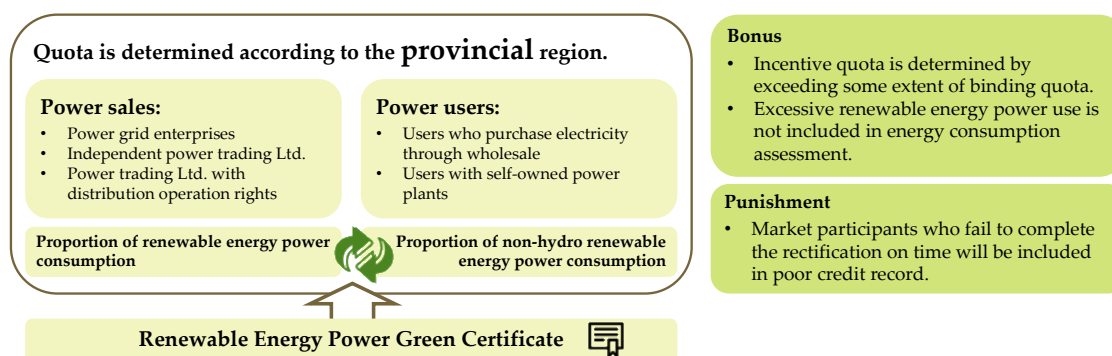 Quota is determined according to the provincial region.
Power sales:
• Power grid enterprises
• Independent power trading Ltd.
• Power trading Ltd. with
distribution operation rights
Power users:
• Users who purchase electricity
through wholesale
• Users with self-owned power
plants
Proportion of renewable energy power
consumption
Proportion of non-hydro renewable
energy power consumption
Renewable Energy Power Green Certificate
Bonus
• Incentive quota is determined by
exceeding some extent of binding quota.
• Excessive renewable energy power use is
not included in energy consumption
assessment.
Punishment
• Market participants who fail to complete
the rectification on time will be included
in poor credit record.